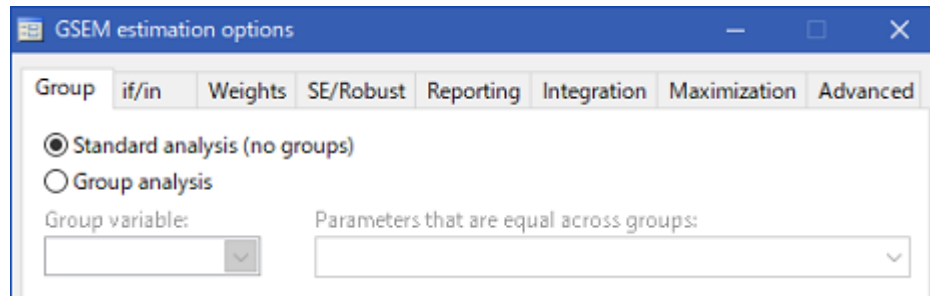 GSEM estimation options
Group if/in Weights SE/Robust Reporting Integration Maximization Advanced
Standard analysis (no groups)
Group analysis
Group variable: Parameters that are equal across groups: